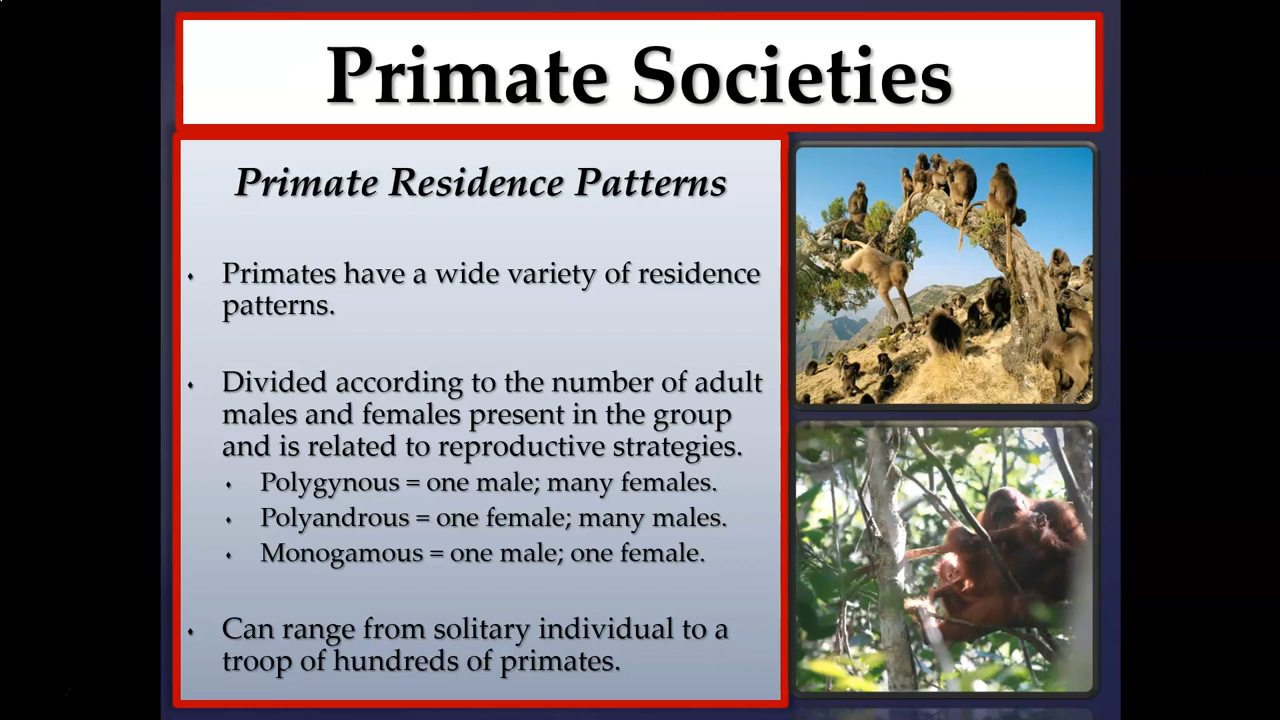 Primate Societies
Primate Residence Patterns
Primates have a wide variety of residence
patterns.
Divided according to the number of adult
males and females present in the group
and is related to reproductive strategies.
Polygynous = one male; many females.
Polyandrous = one female; many males.
Monogamous = one male; one female.
Can range from solitary individual to a
troop of hundreds of primates.